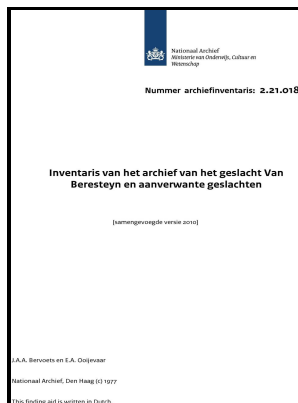 Nationaal Archief
Ministerie van Onderwijs, Cultuur en
Wetenschap
Nummer archiefinventaris: 2.21.018
Inventaris van het archief van het geslacht Van
Beresteyn en aanverwante geslachten
[samengevoegde versie 2010]
J.A.A. Bervoets en E.A. Ooijevaar
Nationaal Archief, Den Haag (c) 1977
This finding aid is written in Dutch.